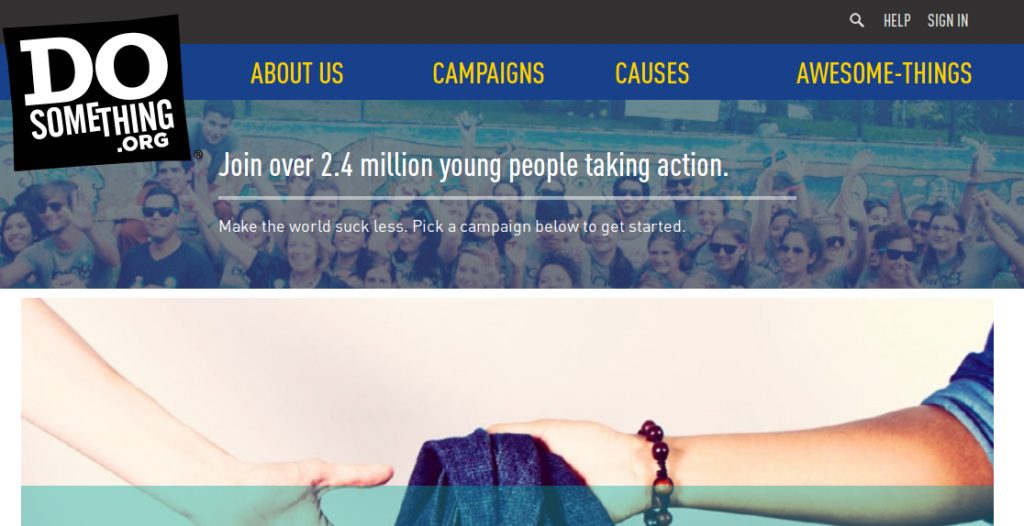 HELP SIGN IN
DO
SOMETHING
.ORG
®
ABOUT US CAMPAIGNS CAUSES AWESOME-THINGS
Join over 2.4 million young people taking action.
Make the world suck less. Pick a campaign below to get started.